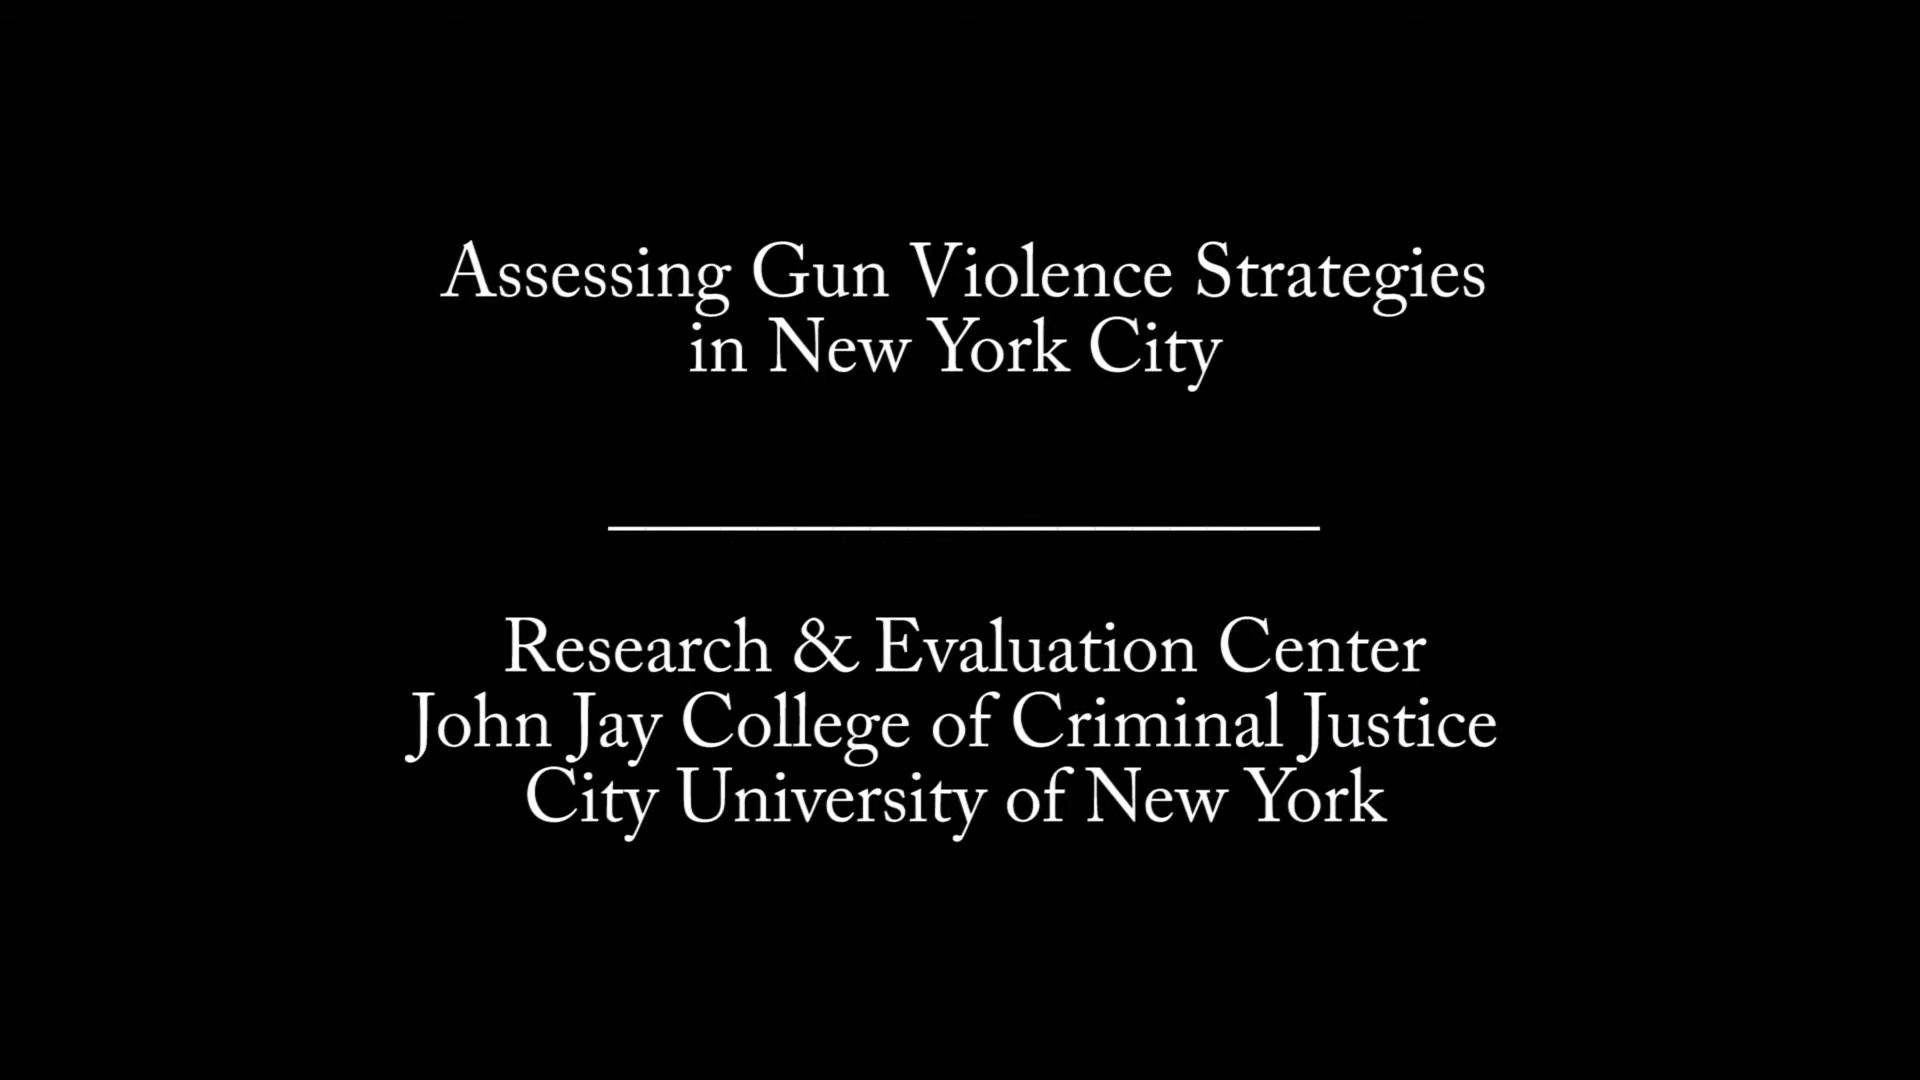 Assessing Gun Violence Strategies
in New York City
Research & Evaluation Center
John Jay College of Criminal Justice
City University of New York